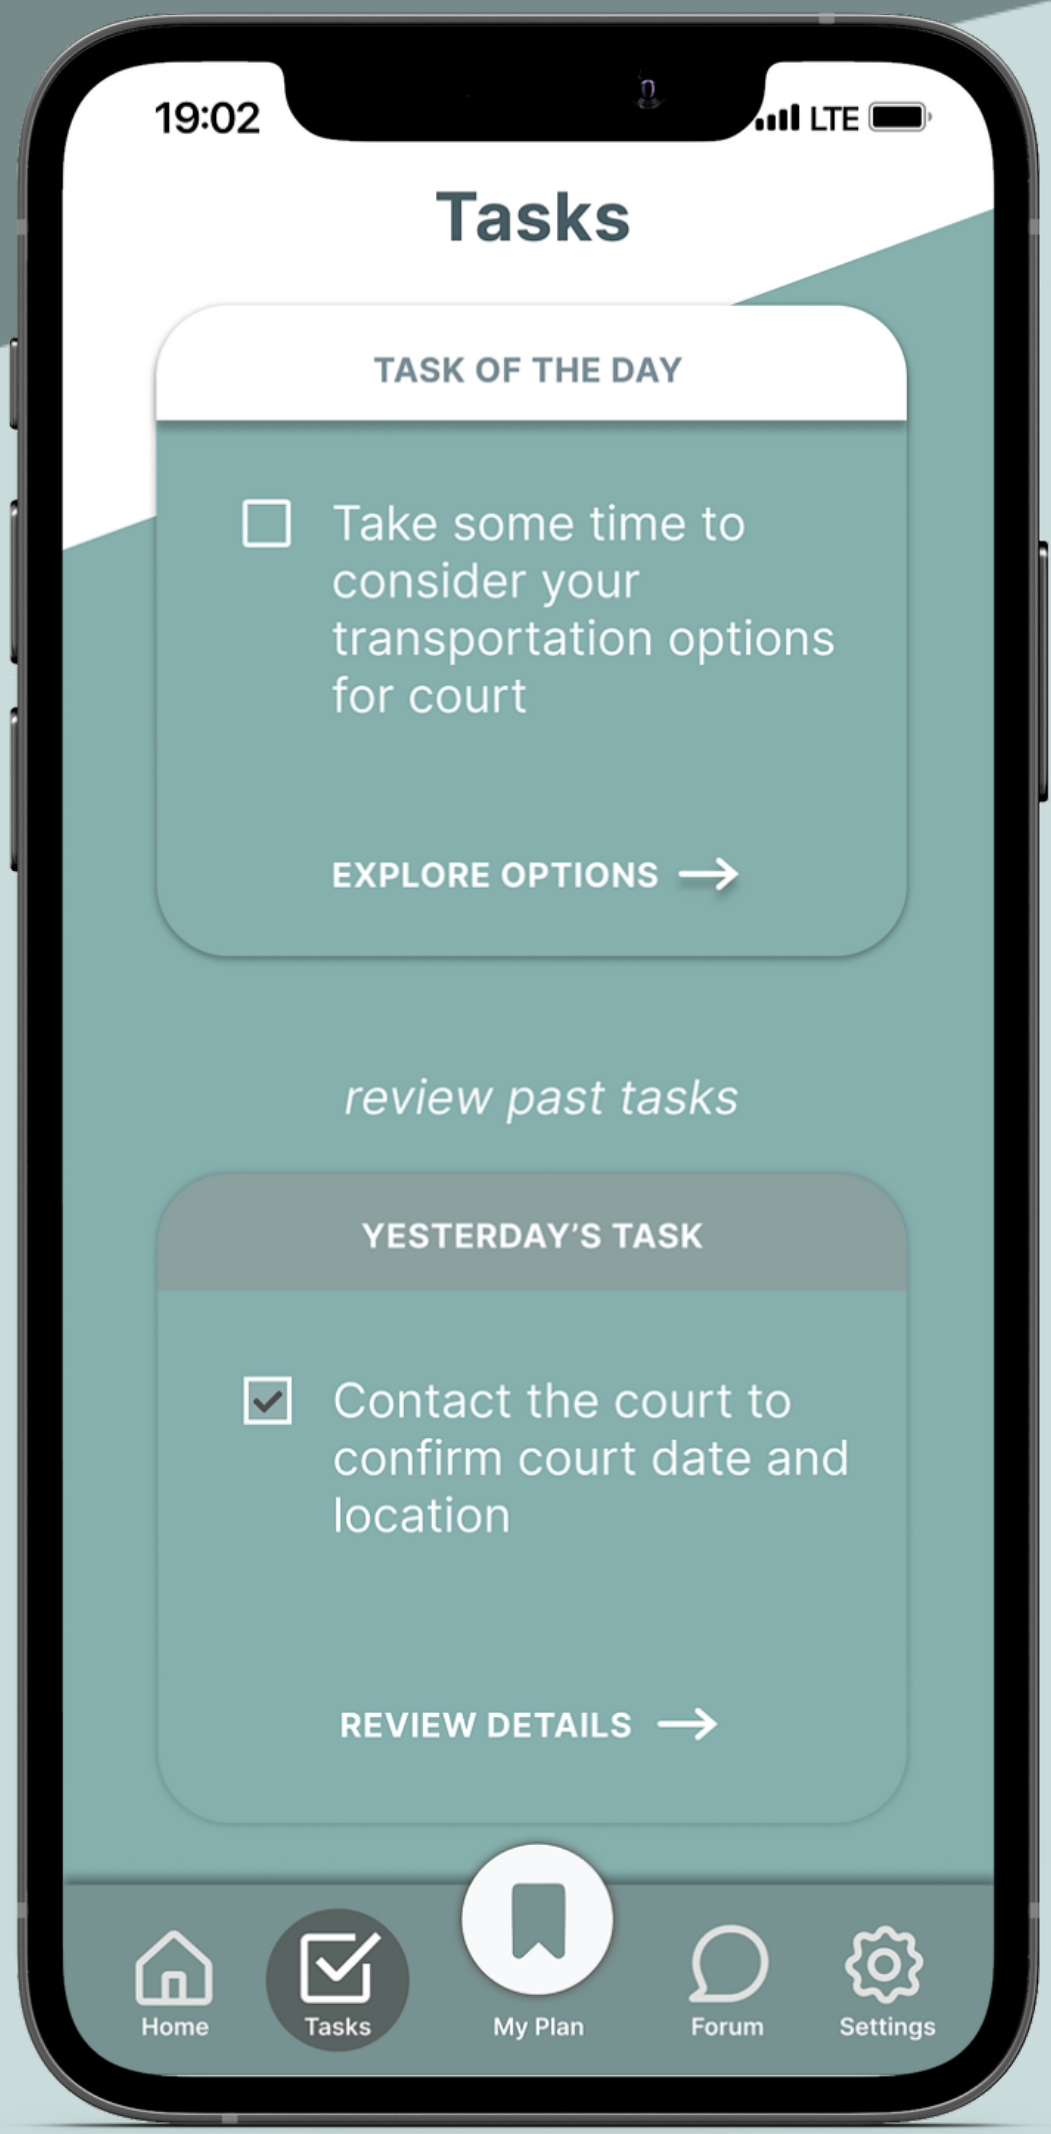 19:02 LTE
Tasks
TASK OF THE DAY
Take some time to
consider your
transportation options
for court
EXPLORE OPTIONS
review past tasks
YESTERDAY’S TASK
Contact the court to
confirm court date and
location
REVIEW DETAILS
Home Tasks My Plan Forum Settings